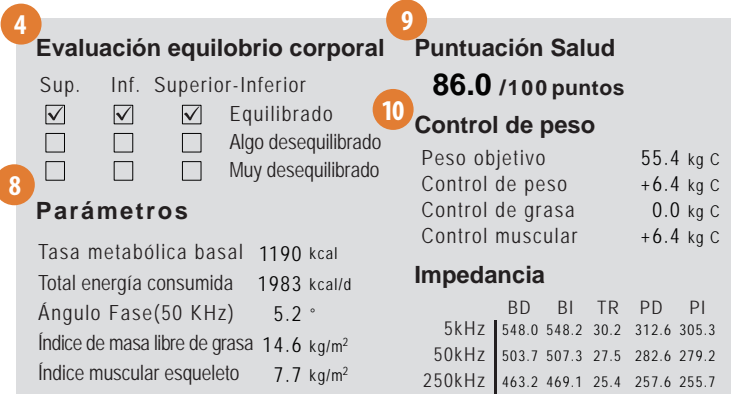 4
Evaluación equilobrio corporal
Sup. Inf. Superior-Inferior
Equilibrado
Algo desequilibrado
Muy desequilibrado
8
Parámetros
Tasa metabólica basal 1190 kcal
Total energía consumida 1983 kcal/d
Ángulo Fase(50 KHz) 5.2 °
Índice de masa libre de grasa 14.6 kg/m²
Índice muscular esqueleto 7.7 kg/m²
9
Puntuación Salud
86.0 /100 puntos
10
Control de peso
Peso objetivo 55.4 kg C
Control de peso +6.4 kg C
Control de grasa 0.0 kg C
Control muscular +6.4 kg C
Impedancia
BD BI TR PD PI
5kHz 548.0 548.2 30.2 312.6 305.3
50kHz 503.7 507.3 27.5 282.6 279.2
250kHz 463.2 469.1 25.4 257.6 255.7